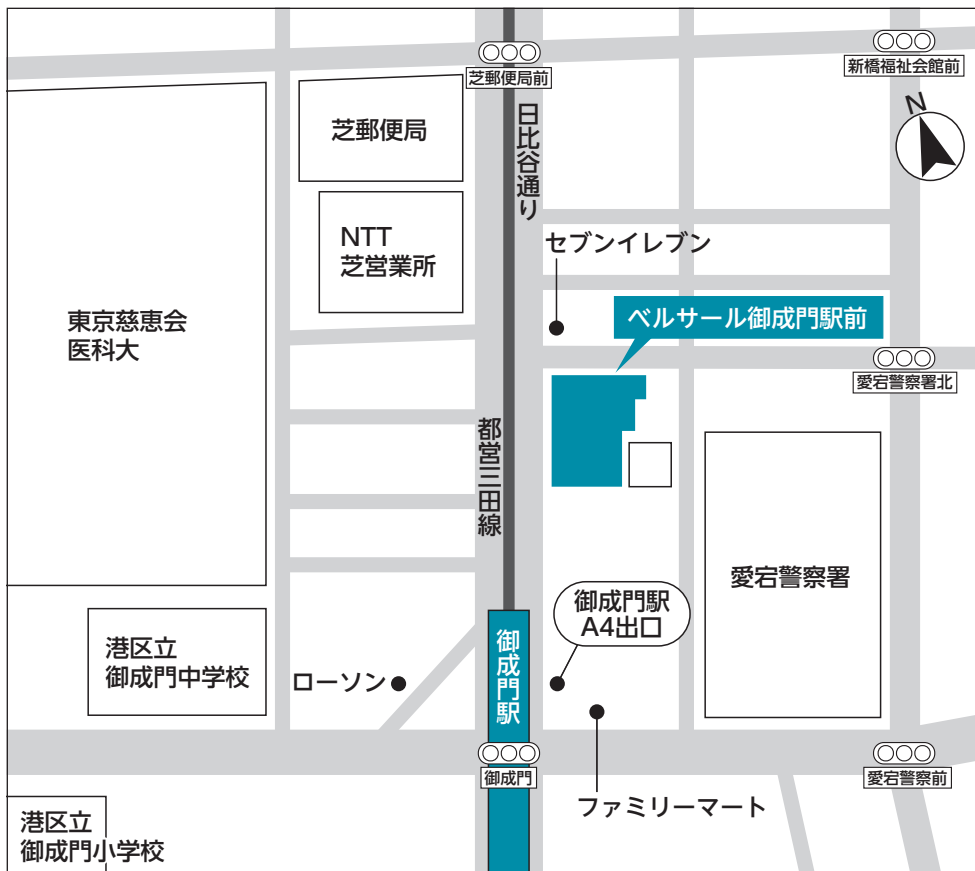 芝郵便局前
新橋福祉会館前
N
芝郵便局
日比谷通り
NTT
芝営業所
セブンイレブン
東京慈恵会
医科大
ベルサール御成門駅前
愛宕警察署北
都営三田線
愛宕警察署
御成門駅
A4出口
港区立
御成門中学校
御成門駅
ローソン
御成門
愛宕警察前
ファミリーマート
港区立
御成門小学校